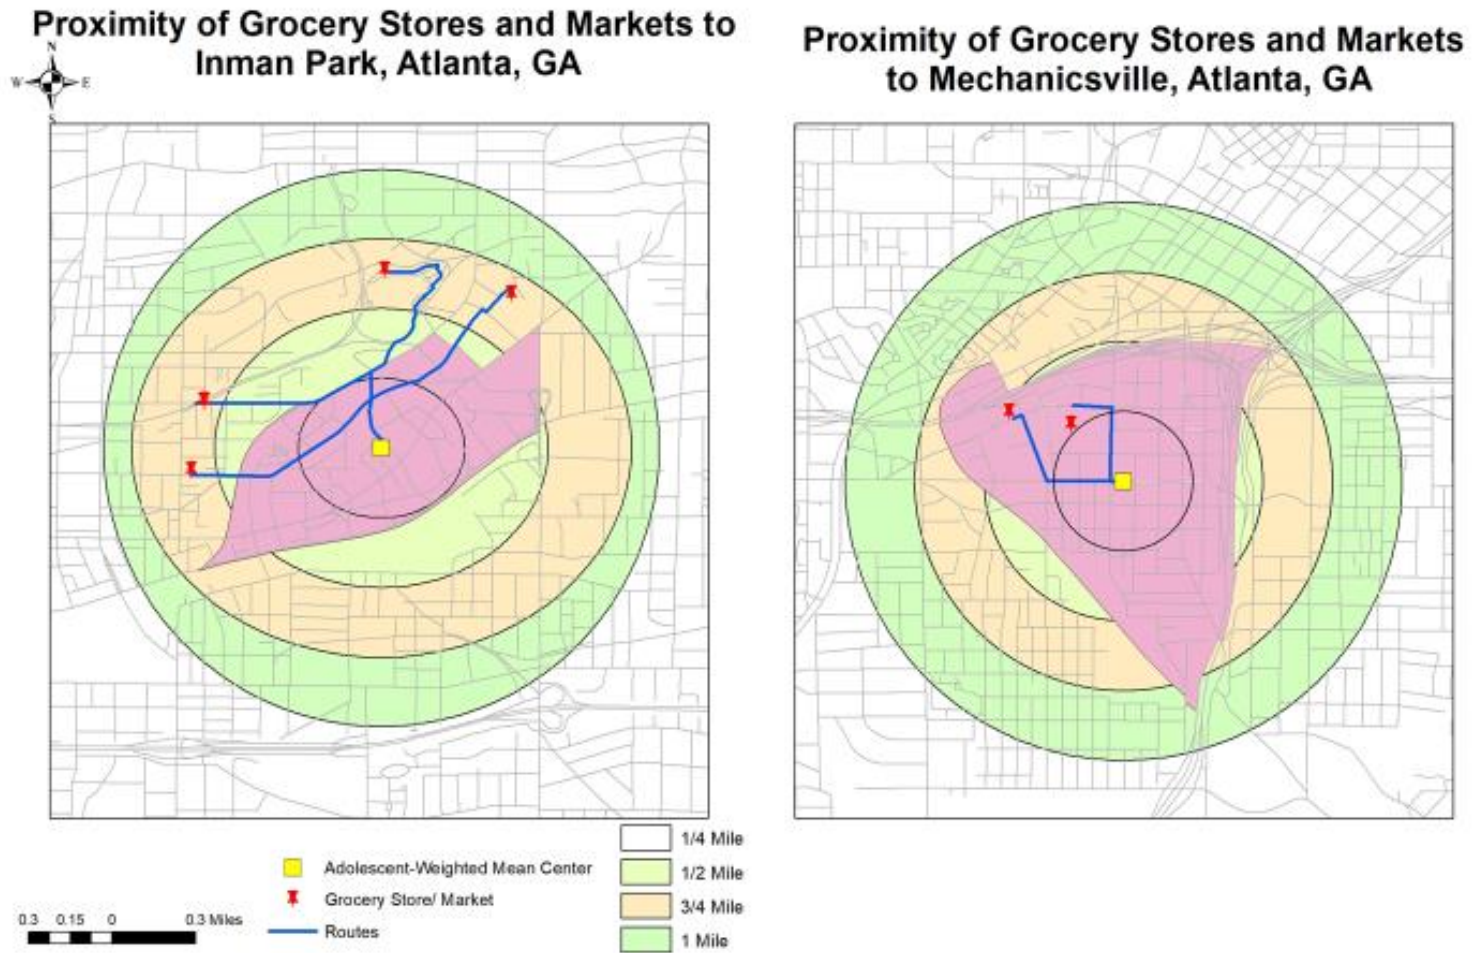 Proximity of Grocery Stores and Markets to
Inman Park, Atlanta, GA
N
W E
S
Proximity of Grocery Stores and Markets
to Mechanicsville, Atlanta, GA
Adolescent-Weighted Mean Center
Grocery Store/ Market
Routes
0.3 0.15 0 0.3 Miles
1/4 Mile
1/2 Mile
3/4 Mile
1 Mile